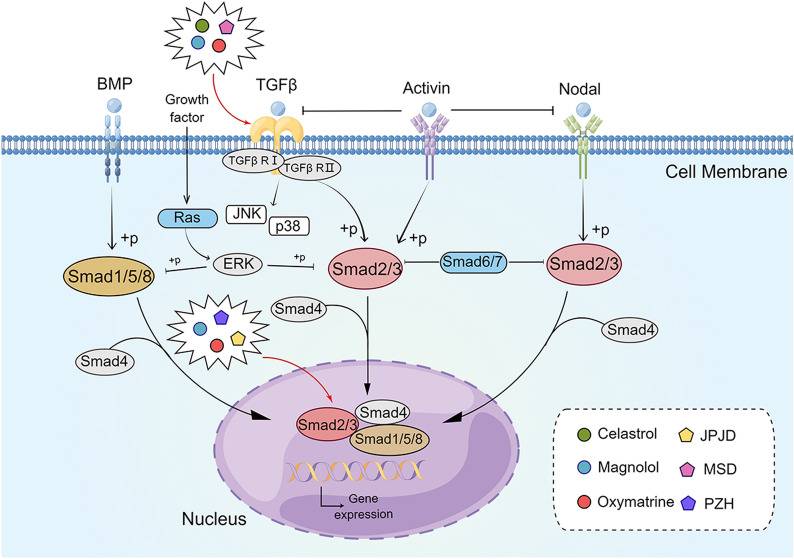 BMP
Growth
factor
TGFβ
Activin
Nodal
Cell Membrane
TGFβ R I
TGFβ R II
Ras
JNK
p38
+p
+p
+p
+p
Smad1/5/8
+p
ERK
+p
Smad2/3
Smad6/7
Smad2/3
Smad4
Smad4
Smad4
Smad2/3
Smad4
Smad1/5/8
Gene
expression
Nucleus
Celastrol
JPJD
Magnolol
MSD
Oxymatrine
PZH